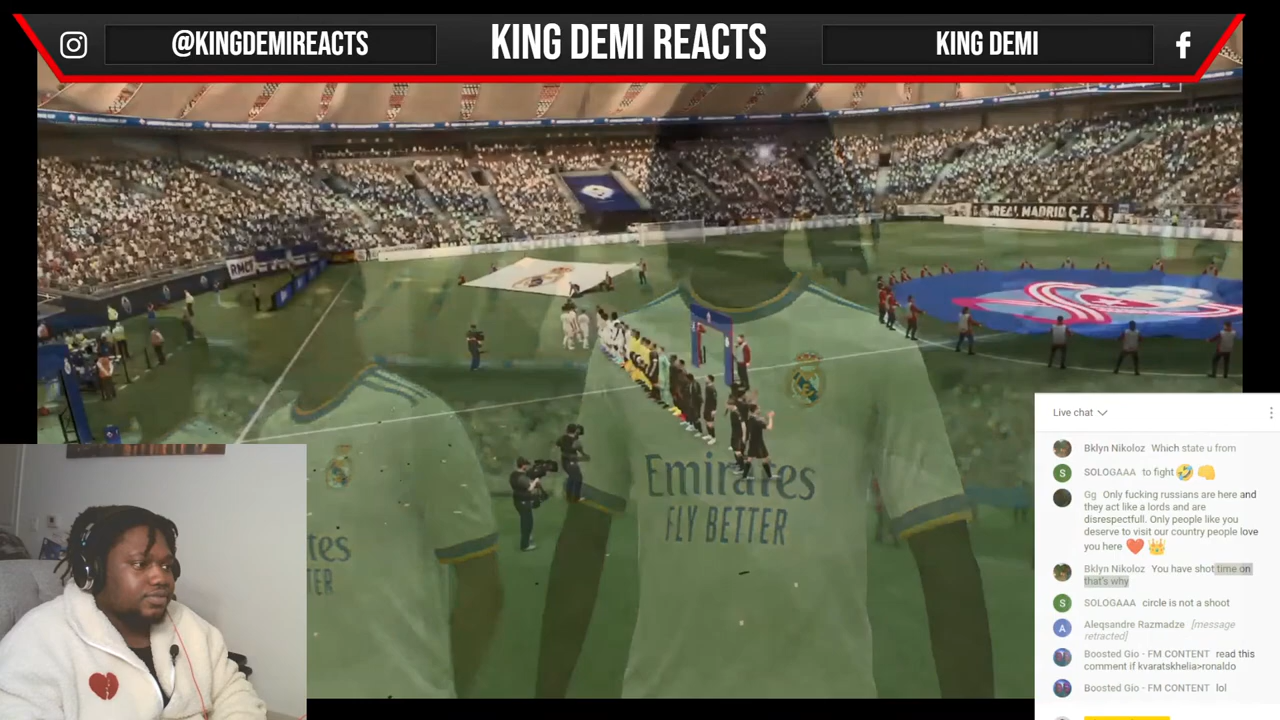 @KINGDEMIREACTS
KING DEMI REACTS
KING DEMI
REAL MADRID C.F.
RMC
Emirates
FLY BETTER
tes
TER
Live chat
Bklyn Nikoloz Which state u from
SOLOGAAA to fight 🤣 👊
Gg Only fucking russians are here and
they act like a lords and are
disrespectfull. Only people like you
deserve to visit our country people love
you here ❤️ 👑
Bklyn Nikoloz You have shot time on
that's why
SOLOGAAA circle is not a shoot
Aleqsandre Razmadze [message
retracted]
Boosted Gio - FM CONTENT read this
comment if kvaratskhelia>ronaldo
Boosted Gio - FM CONTENT lol